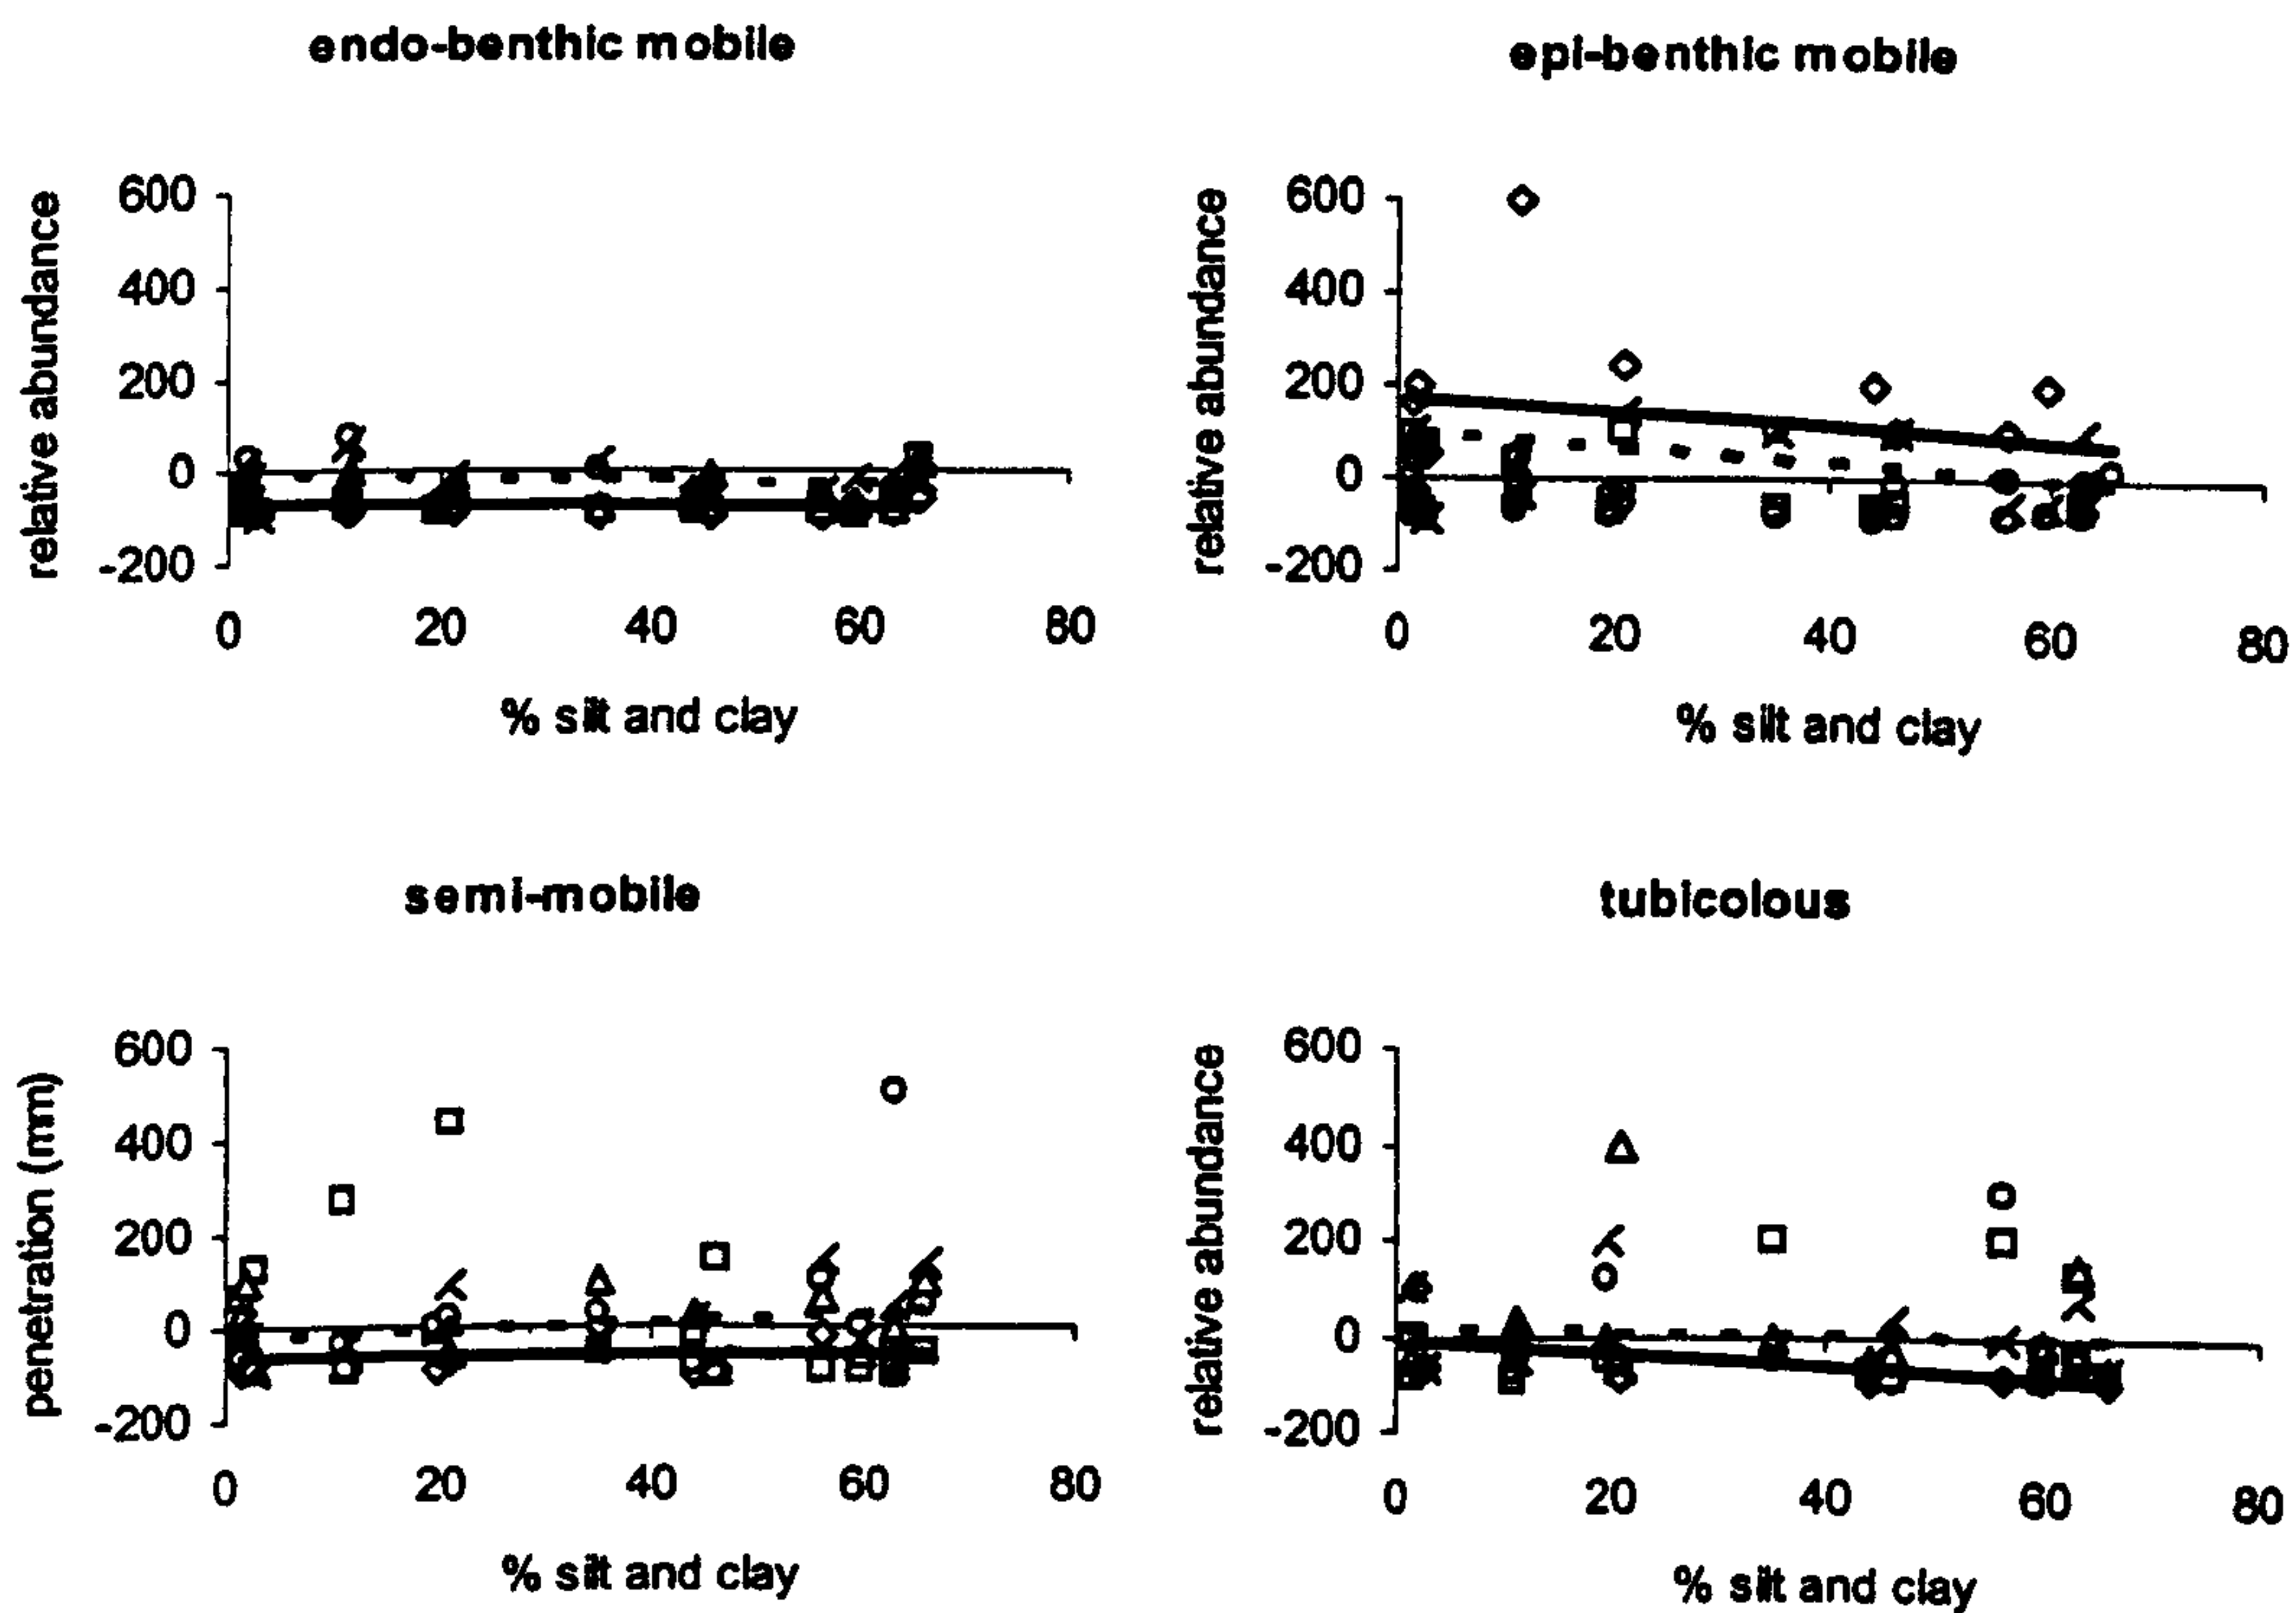 endo-benthic mobile
relative abundance
600
400
200
0
-200
0 20 40 60 80
% silt and clay
epi-benthic mobile
relative abundance
600
400
200
0
-200
0 20 40 60 80
% silt and clay
semi-mobile
penetration (mm)
600
400
200
0
-200
0 20 40 60 80
% silt and clay
tubicolous
relative abundance
600
400
200
0
-200
0 20 40 60 80
% silt and clay